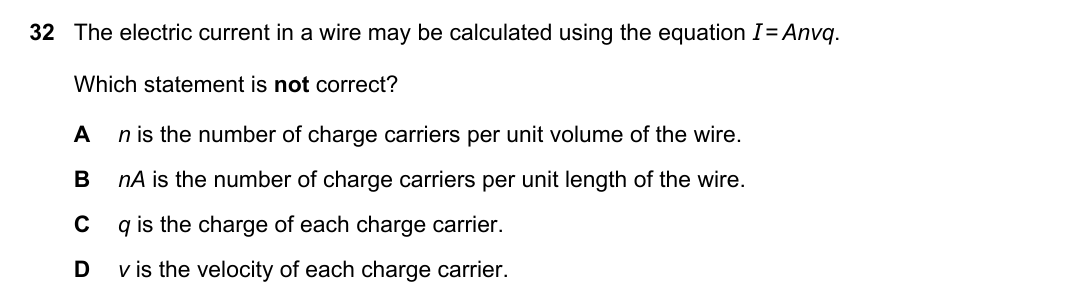 32 The electric current in a wire may be calculated using the equation I = Anvq.
Which statement is not correct?
A n is the number of charge carriers per unit volume of the wire.
B nA is the number of charge carriers per unit length of the wire.
C q is the charge of each charge carrier.
D v is the velocity of each charge carrier.